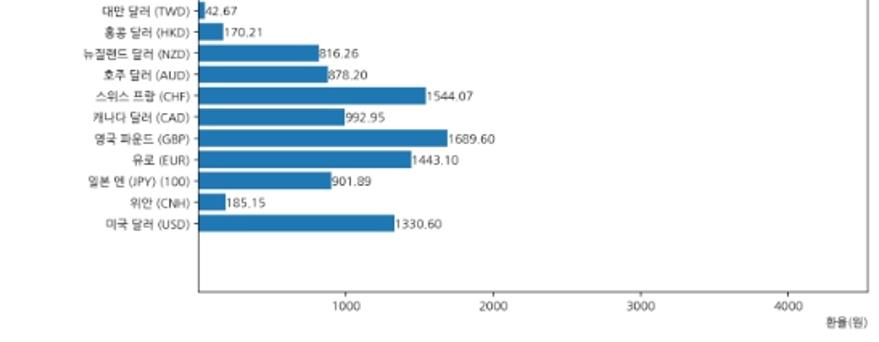 대만 달러 (TWD) 42.67
홍콩 달러 (HKD) 170.21
뉴질랜드 달러 (NZD) 816.26
호주 달러 (AUD) 878.20
스위스 프랑 (CHF) 1544.07
캐나다 달러 (CAD) 992.95
영국 파운드 (GBP) 1689.60
유로 (EUR) 1443.10
일본 엔 (JPY) (100) 901.89
위안 (CNH) 185.15
미국 달러 (USD) 1330.60
1000 2000 3000 4000
환율(원)